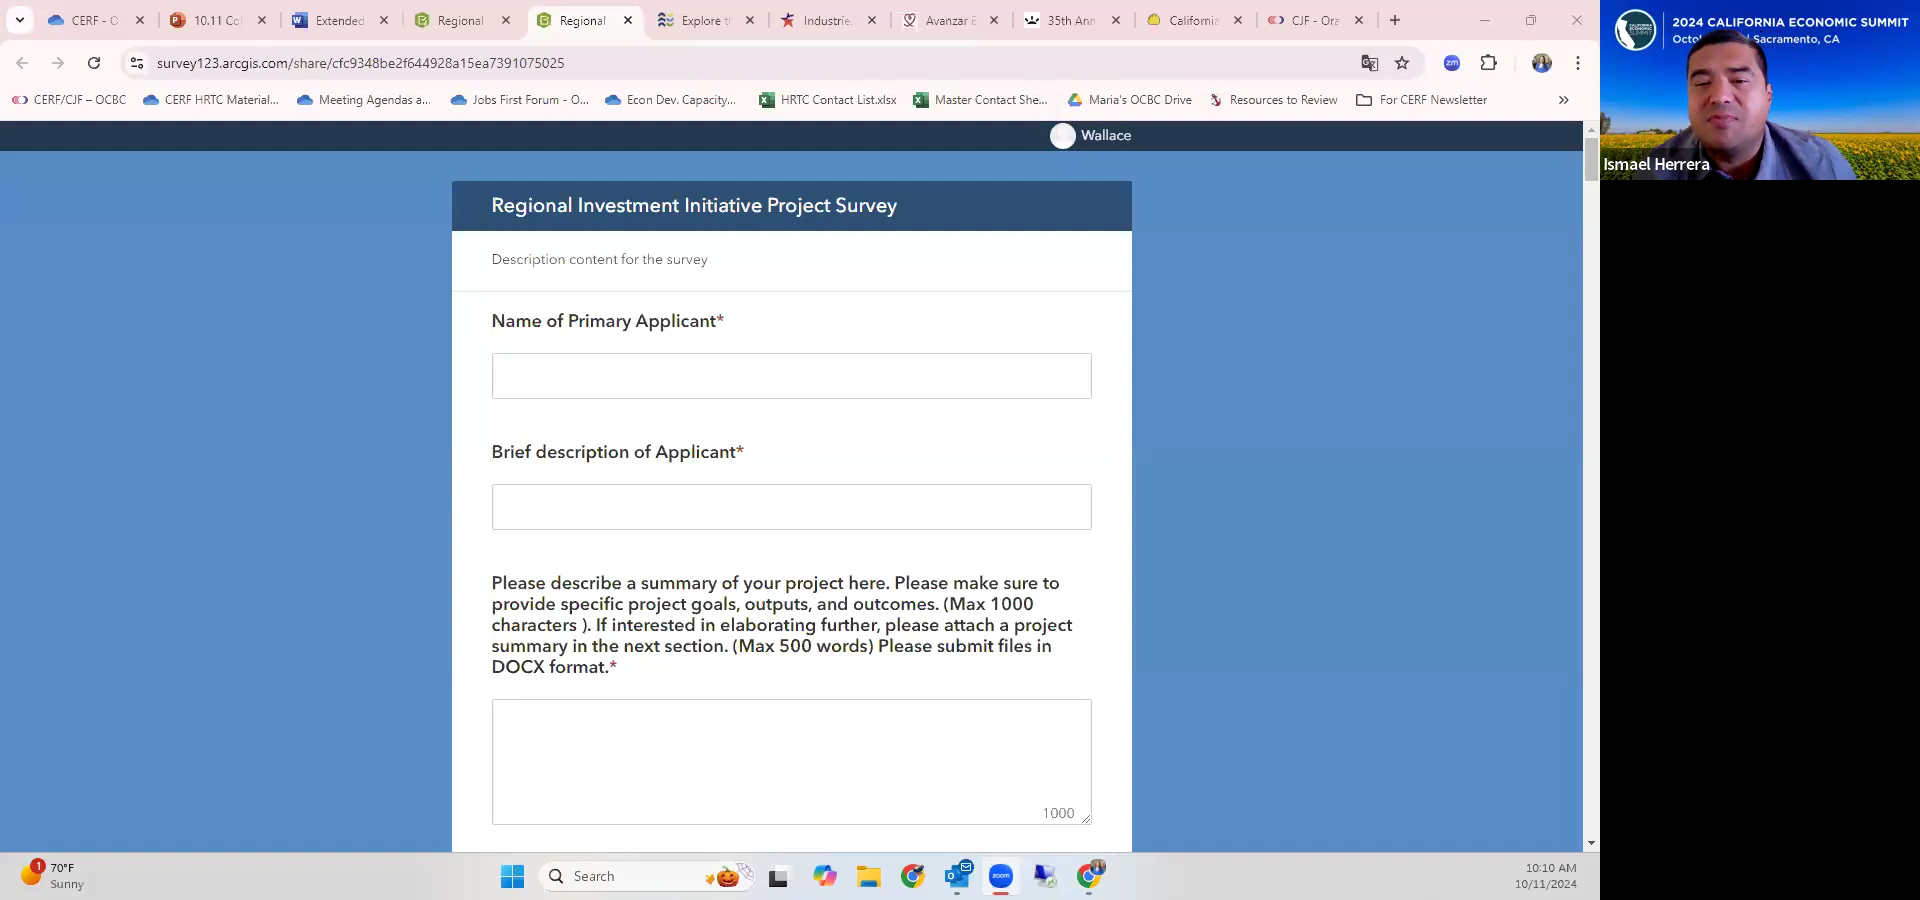 CERF - O
10.11 Co
Extended
Regional
Regional
Explore t
Industrie
Avanzar E
35th Ann
California
CJF - Ora
survey123.arcgis.com/share/cfc9348be2f644928a15ea7391075025
zm
CERF/CJF – OCBC
CERF HRTC Material...
Meeting Agendas a...
Jobs First Forum - O...
Econ Dev. Capacity...
HRTC Contact List.xlsx
Master Contact She...
Maria's OCBC Drive
Resources to Review
For CERF Newsletter
»
Wallace
Regional Investment Initiative Project Survey
Description content for the survey
Name of Primary Applicant*
Brief description of Applicant*
Please describe a summary of your project here. Please make sure to
provide specific project goals, outputs, and outcomes. (Max 1000
characters ). If interested in elaborating further, please attach a project
summary in the next section. (Max 500 words) Please submit files in
DOCX format.*
1000
2024 CALIFORNIA ECONOMIC SUMMIT
Sacramento, CA
Ismael Herrera
1
70°F
Sunny
Search
zoom
10:10 AM
10/11/2024